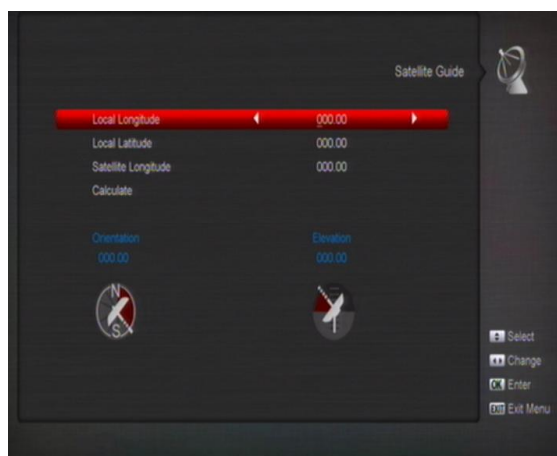 Satellite Guide
Local Longitude 000.00
Local Latitude 000.00
Satellite Longitude 000.00
Calculate
Orientation Elevation
000.00 000.00
N
S
Select
Change
OK Enter
EXIT Exit Menu